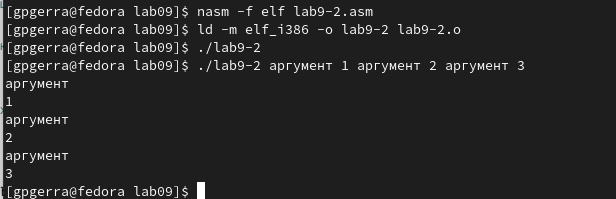 [gpgerra@fedora lab09]$ nasm -f elf lab9-2.asm
[gpgerra@fedora lab09]$ ld -m elf_i386 -o lab9-2 lab9-2.o
[gpgerra@fedora lab09]$ ./lab9-2
[gpgerra@fedora lab09]$ ./lab9-2 аргумент 1 аргумент 2 аргумент 3
аргумент
1
аргумент
2
аргумент
3
[gpgerra@fedora lab09]$